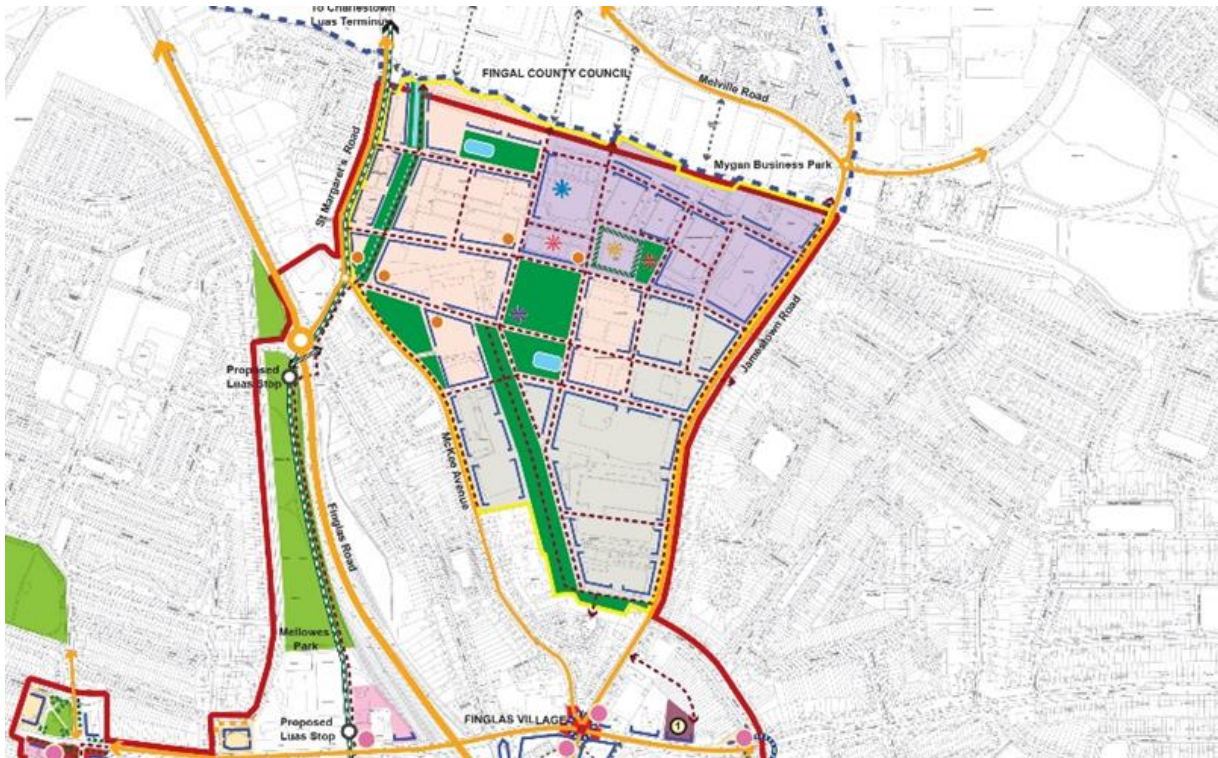 To Charlestown
Luas Terminus
FINGAL COUNTY COUNCIL
Melville Road
Mygan Business Park
St Margaret's Road
Jamestown Road
Proposed
Luas Stop
McKee Avenue
Finglas Road
Mellowes
Park
Proposed
Luas Stop
FINGLAS VILLAGE
1